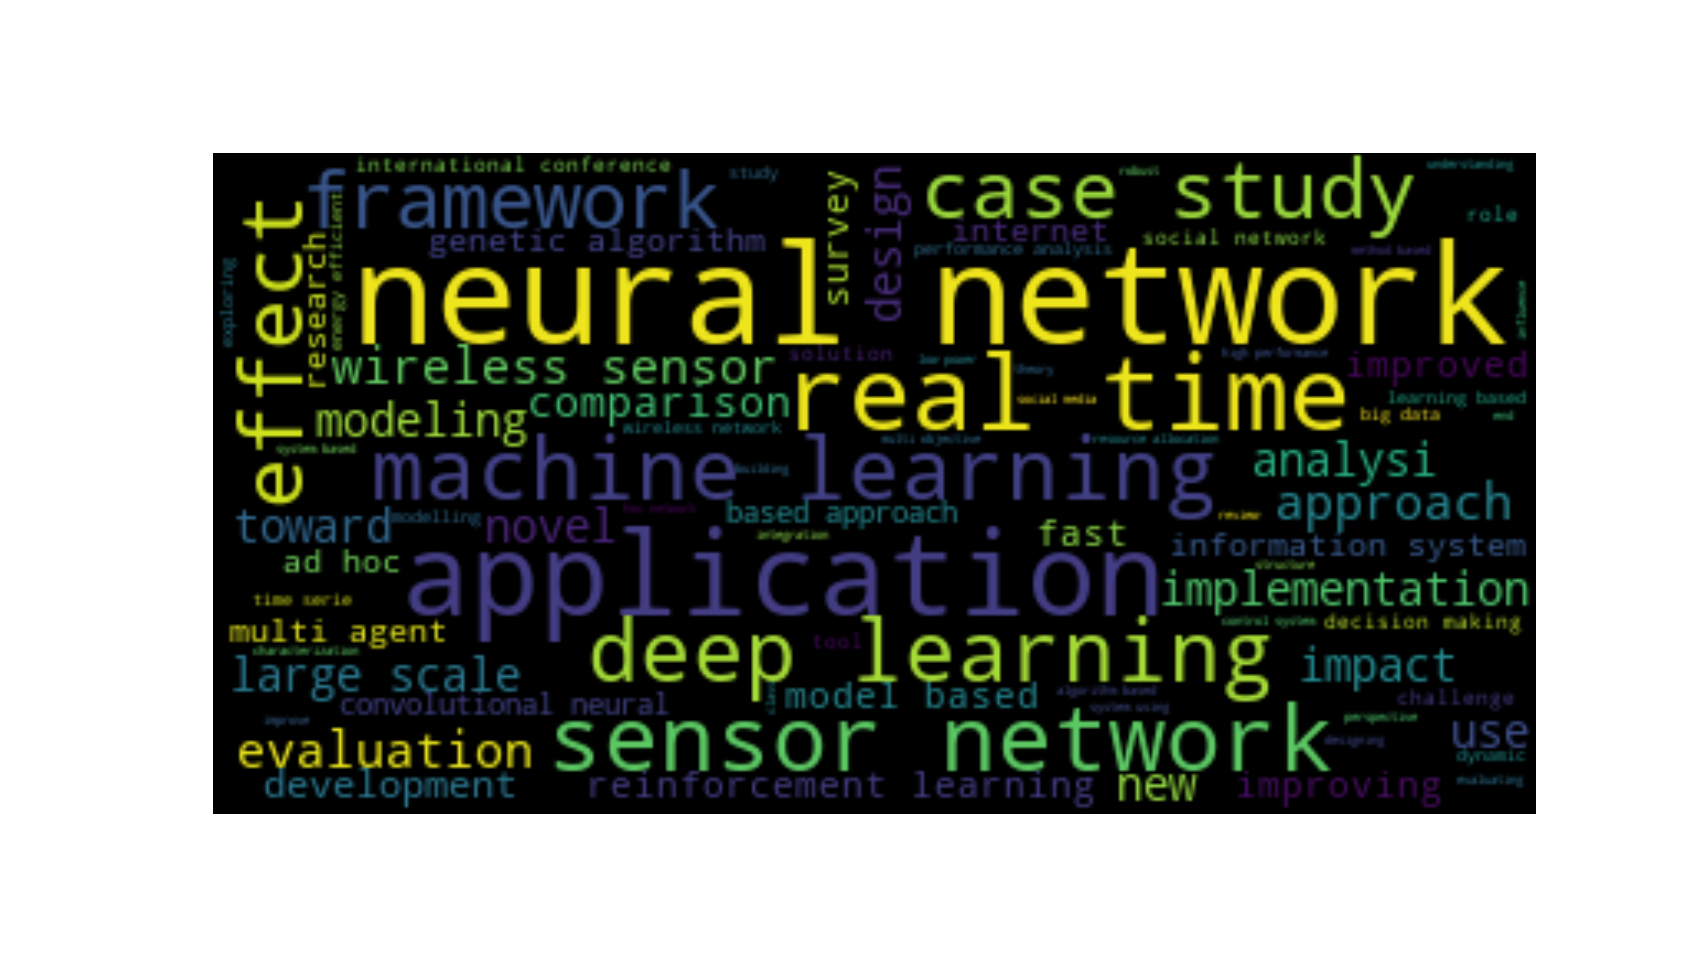 international conference
study
robust
understanding
framework
case study
survey
design
effect
research
energy efficient
exploring
role
genetic algorithm
internet
social network
performance analysis
method based
neural network
influence
wireless sensor
solution
low power
theory
high performance
improved
real time
social media
learning based
big data
end
comparison
modeling
wireless network
system based
multi objective
resource allocation
machine learning
building
analysi
approach
toward
modelling
novel
hoc network
based approach
review
integration
fast
information system
ad hoc
application
structure
implementation
time serie
multi agent
control system
decision making
characterization
deep learning
tool
impact
large scale
convolutional neural
model based
algorithm based
system using
challenge
improve
sensor network
perspective
use
designing
dynamic
evaluation
development
reinforcement learning
new
improving
evaluating